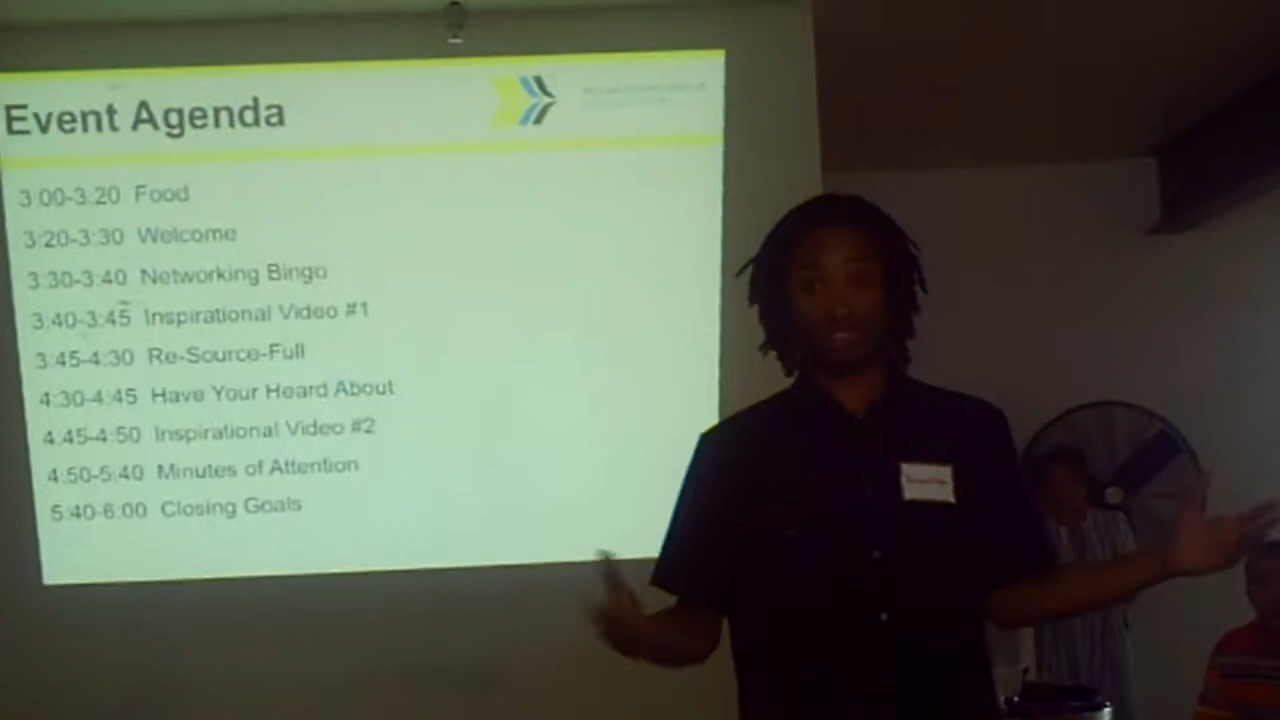 Event Agenda
3:00-3:20 Food
3:20-3:30 Welcome
3:30-3:40 Networking Bingo
3:40-3:45 Inspirational Video #1
3:45-4:30 Re-Source-Full
4:30-4:45 Have Your Heard About
4:45-4:50 Inspirational Video #2
4:50-5:40 Minutes of Attention
5:40-6:00 Closing Goals